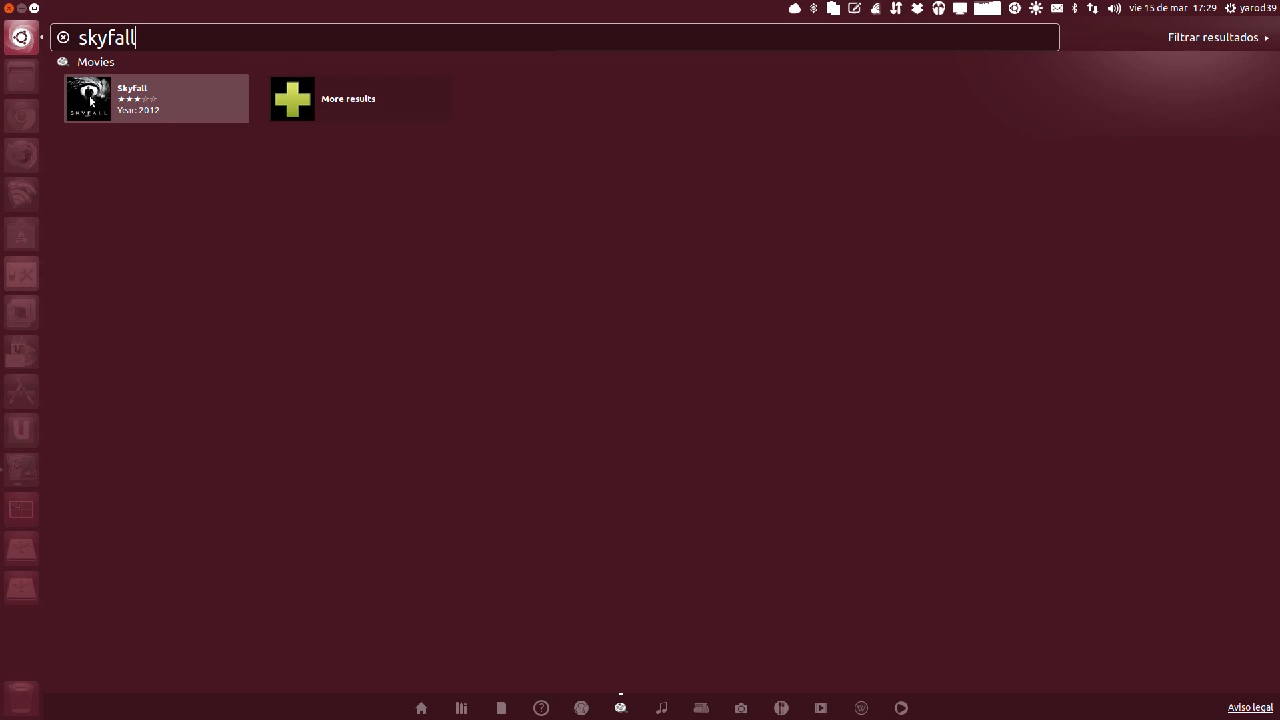 vie 15 de mar 17:29 yarod39
skyfall
Filtrar resultados
Movies
Skyfall
Year: 2012
SKYFALL
More results
Aviso legal